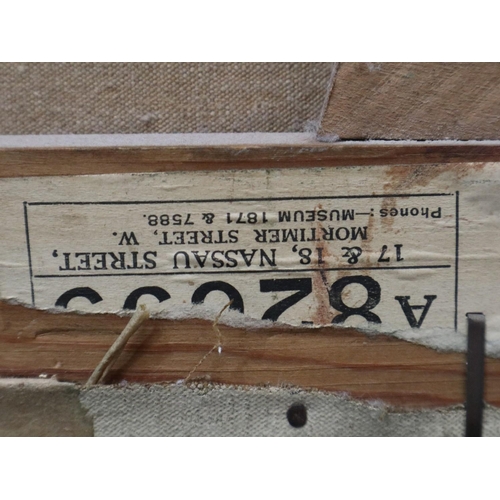 A
17 & 18, NASSAU STREET,
MORTIMER STREET, W.
Phones:—MUSEUM 1871 & 7588.